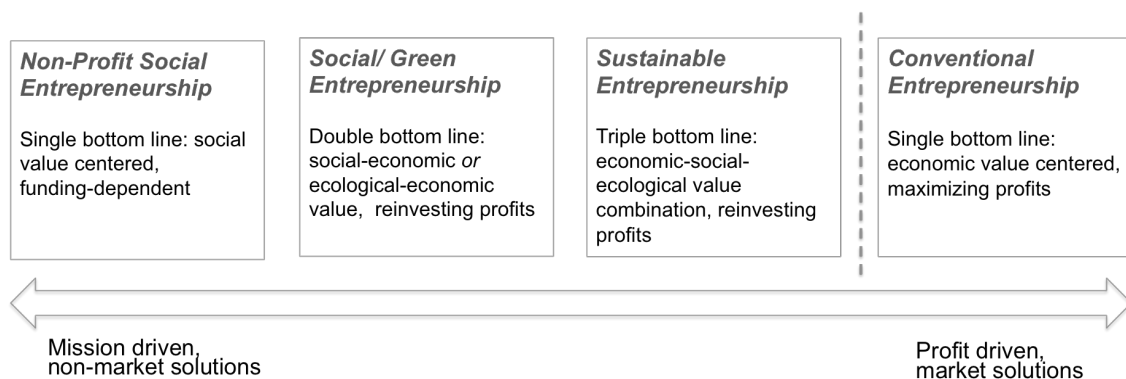 Non-Profit Social
Entrepreneurship
Single bottom line: social
value centered,
funding-dependent
Social/ Green
Entrepreneurship
Double bottom line:
social-economic or
ecological-economic
value,  reinvesting profits
Sustainable
Entrepreneurship
Triple bottom line:
economic-social-
ecological value
combination, reinvesting
profits
Conventional
Entrepreneurship
Single bottom line:
economic value centered,
maximizing profits
Mission driven,
non-market solutions
Profit driven,
market solutions